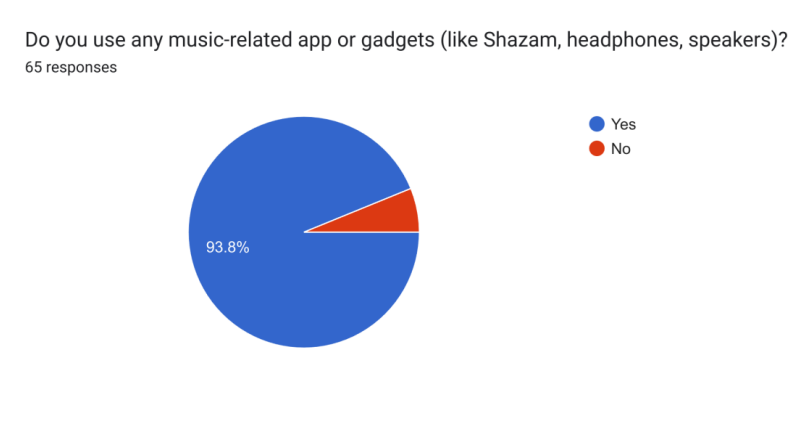 Do you use any music-related app or gadgets (like Shazam, headphones, speakers)?
65 responses
Yes
No
93.8%